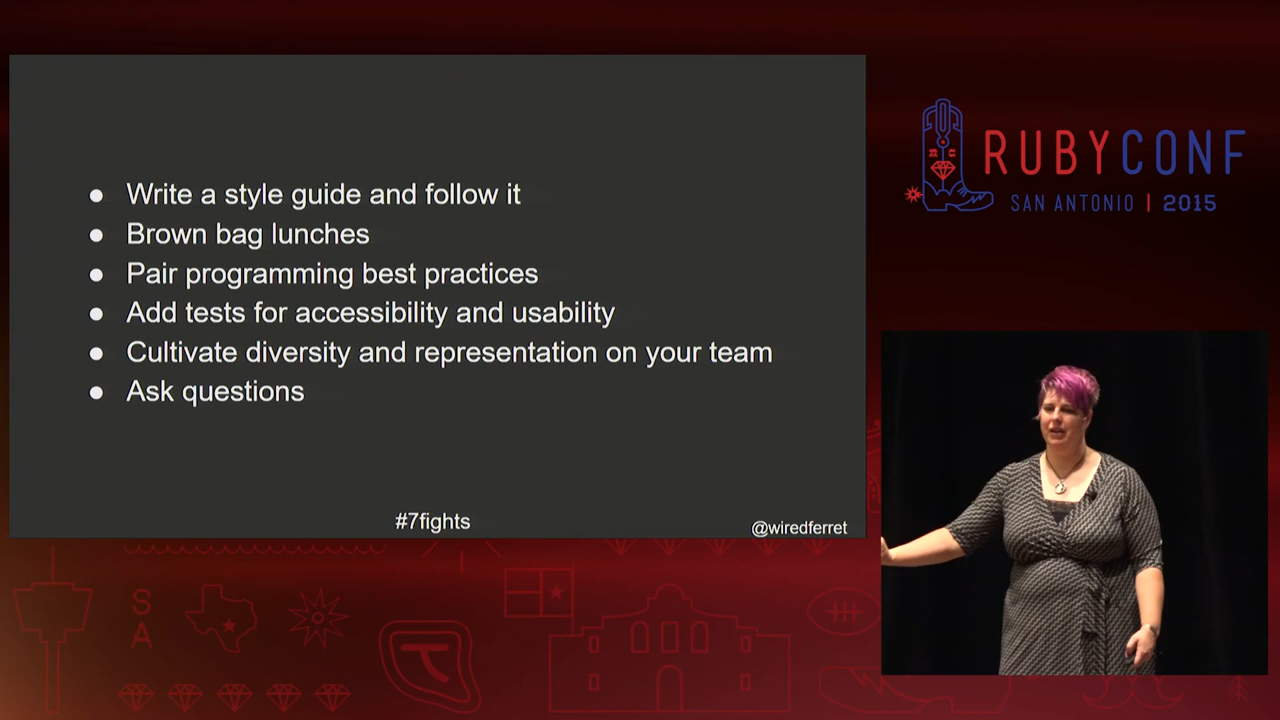 ● Write a style guide and follow it
● Brown bag lunches
● Pair programming best practices
● Add tests for accessibility and usability
● Cultivate diversity and representation on your team
● Ask questions
#7fights
@wiredferret
RUBYCONF
SAN ANTONIO | 2015
S
A